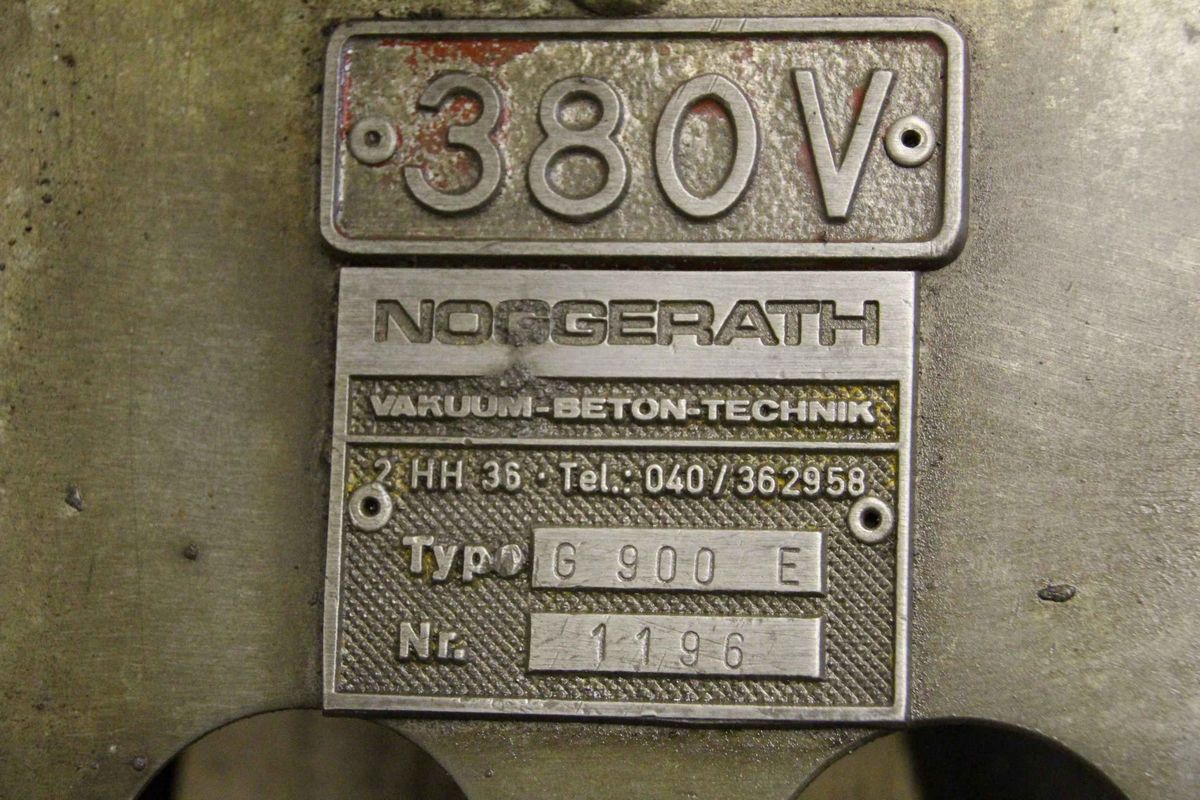 380V
NOGGERATH
VAKUUM-BETON-TECHNIK
2 HH 36 · Tel.: 040/362958
Type G 900 E
Nr. 1196